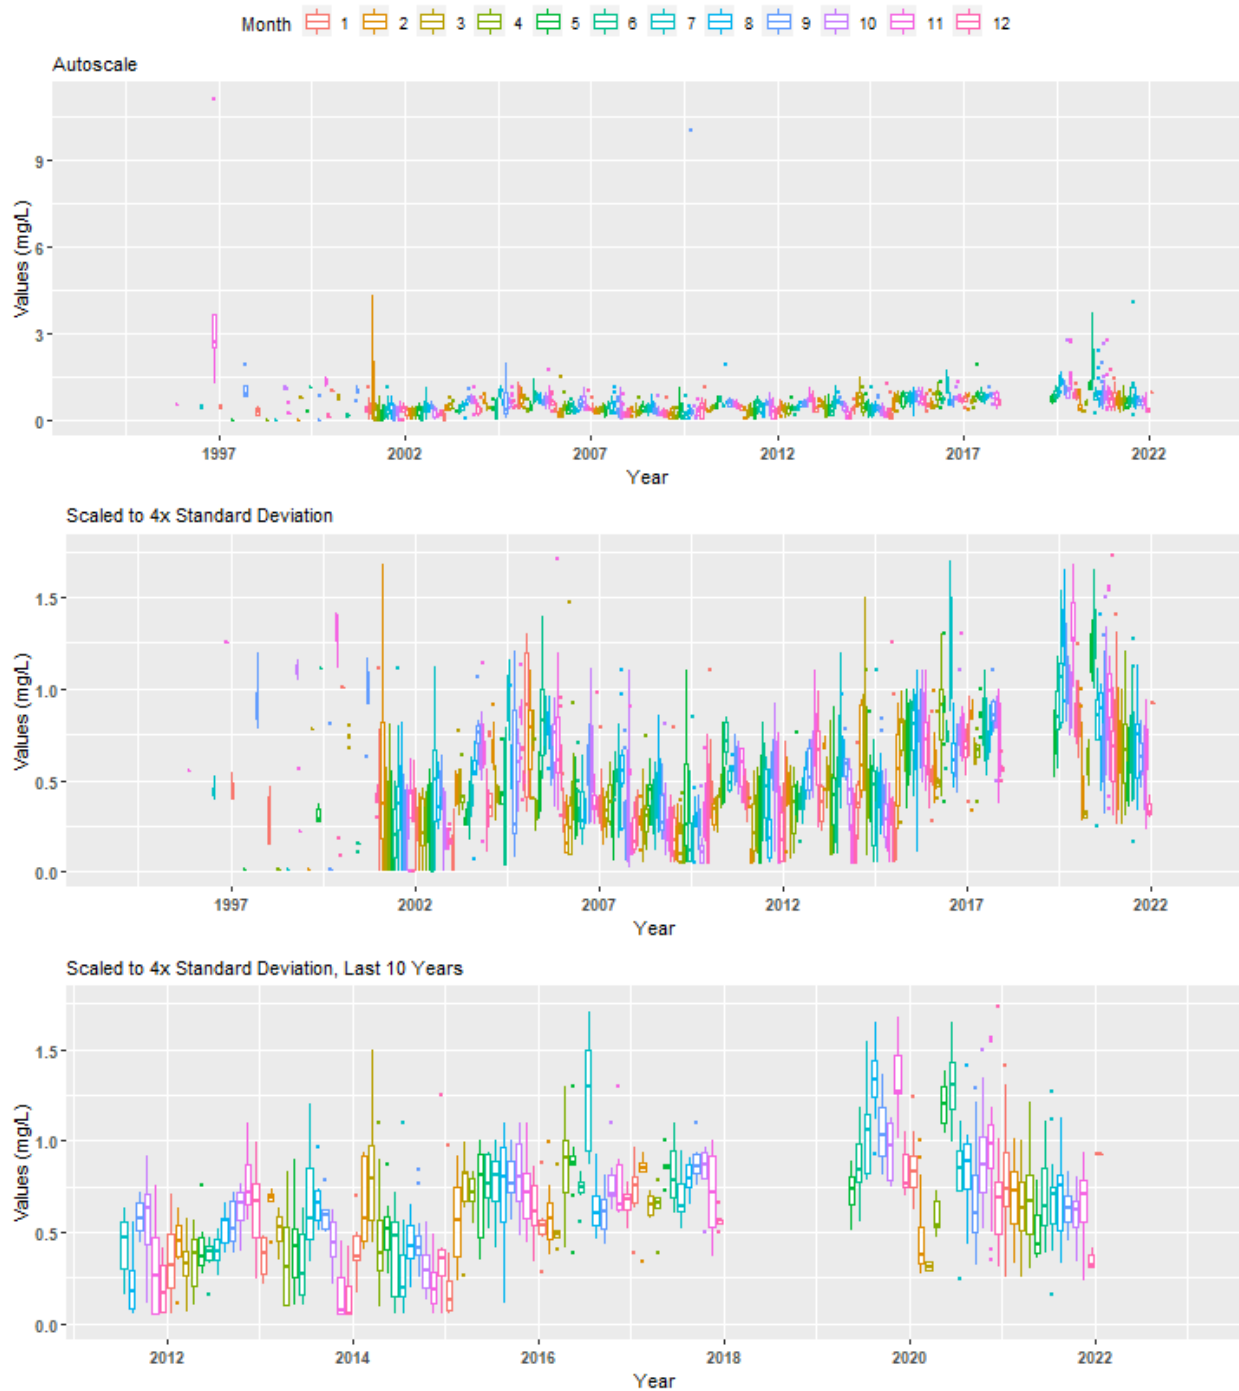 Month 1 2 3 4 5 6 7 8 9 10 11 12
Autoscale
Values (mg/L)
9
6
3
0
1997 2002 2007 2012 2017 2022
Year
Scaled to 4x Standard Deviation
Values (mg/L)
1.5
1.0
0.5
0.0
1997 2002 2007 2012 2017 2022
Year
Scaled to 4x Standard Deviation, Last 10 Years
Values (mg/L)
1.5
1.0
0.5
0.0
2012 2014 2016 2018 2020 2022
Year